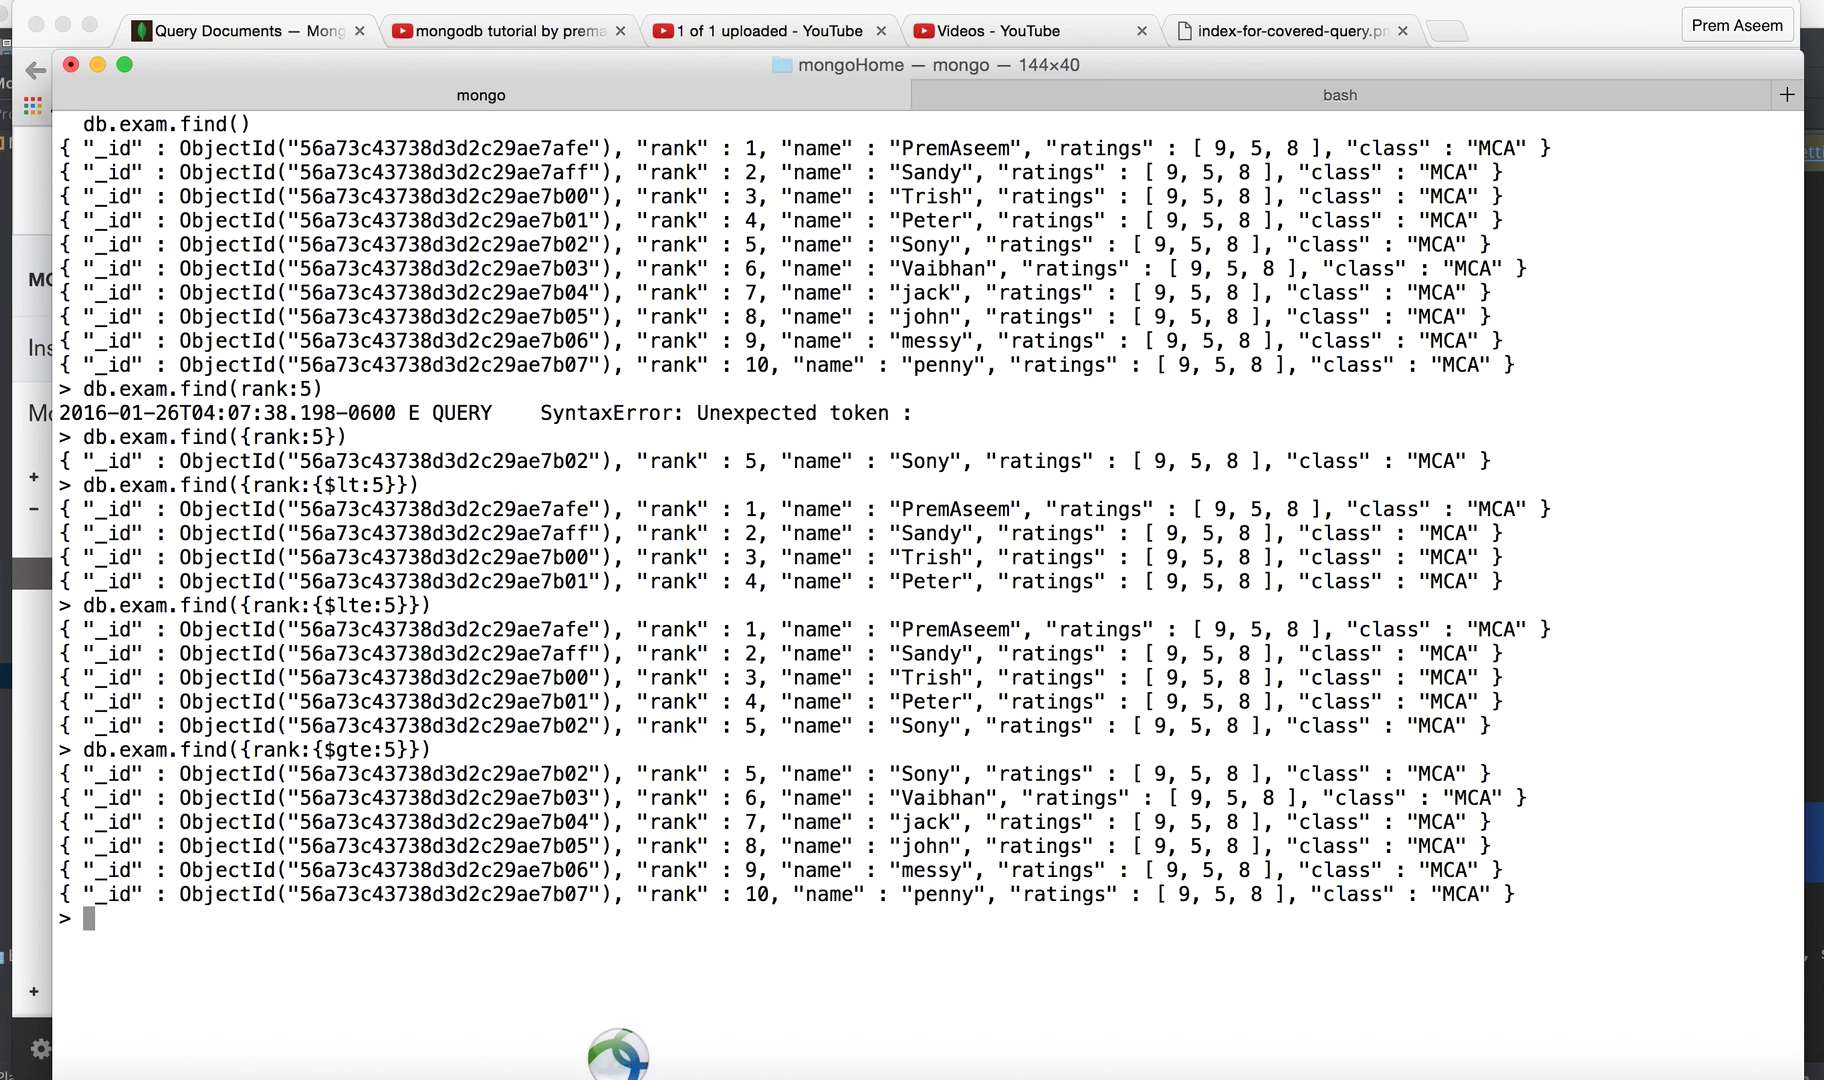 Query Documents — Mong
mongodb tutorial by prema
1 of 1 uploaded - YouTube
Videos - YouTube
index-for-covered-query.pn
Prem Aseem
mongoHome — mongo — 144×40
mongo
bash
db.exam.find()
{ "_id" : ObjectId("56a73c43738d3d2c29ae7afe"), "rank" : 1, "name" : "PremAseem", "ratings" : [ 9, 5, 8 ], "class" : "MCA" }
{ "_id" : ObjectId("56a73c43738d3d2c29ae7aff"), "rank" : 2, "name" : "Sandy", "ratings" : [ 9, 5, 8 ], "class" : "MCA" }
{ "_id" : ObjectId("56a73c43738d3d2c29ae7b00"), "rank" : 3, "name" : "Trish", "ratings" : [ 9, 5, 8 ], "class" : "MCA" }
{ "_id" : ObjectId("56a73c43738d3d2c29ae7b01"), "rank" : 4, "name" : "Peter", "ratings" : [ 9, 5, 8 ], "class" : "MCA" }
{ "_id" : ObjectId("56a73c43738d3d2c29ae7b02"), "rank" : 5, "name" : "Sony", "ratings" : [ 9, 5, 8 ], "class" : "MCA" }
{ "_id" : ObjectId("56a73c43738d3d2c29ae7b03"), "rank" : 6, "name" : "Vaibhan", "ratings" : [ 9, 5, 8 ], "class" : "MCA" }
{ "_id" : ObjectId("56a73c43738d3d2c29ae7b04"), "rank" : 7, "name" : "jack", "ratings" : [ 9, 5, 8 ], "class" : "MCA" }
{ "_id" : ObjectId("56a73c43738d3d2c29ae7b05"), "rank" : 8, "name" : "john", "ratings" : [ 9, 5, 8 ], "class" : "MCA" }
{ "_id" : ObjectId("56a73c43738d3d2c29ae7b06"), "rank" : 9, "name" : "messy", "ratings" : [ 9, 5, 8 ], "class" : "MCA" }
{ "_id" : ObjectId("56a73c43738d3d2c29ae7b07"), "rank" : 10, "name" : "penny", "ratings" : [ 9, 5, 8 ], "class" : "MCA" }
> db.exam.find(rank:5)
2016-01-26T04:07:38.198-0600 E QUERY    SyntaxError: Unexpected token :
> db.exam.find({rank:5})
{ "_id" : ObjectId("56a73c43738d3d2c29ae7b02"), "rank" : 5, "name" : "Sony", "ratings" : [ 9, 5, 8 ], "class" : "MCA" }
> db.exam.find({rank:{$lt:5}})
{ "_id" : ObjectId("56a73c43738d3d2c29ae7afe"), "rank" : 1, "name" : "PremAseem", "ratings" : [ 9, 5, 8 ], "class" : "MCA" }
{ "_id" : ObjectId("56a73c43738d3d2c29ae7aff"), "rank" : 2, "name" : "Sandy", "ratings" : [ 9, 5, 8 ], "class" : "MCA" }
{ "_id" : ObjectId("56a73c43738d3d2c29ae7b00"), "rank" : 3, "name" : "Trish", "ratings" : [ 9, 5, 8 ], "class" : "MCA" }
{ "_id" : ObjectId("56a73c43738d3d2c29ae7b01"), "rank" : 4, "name" : "Peter", "ratings" : [ 9, 5, 8 ], "class" : "MCA" }
> db.exam.find({rank:{$lte:5}})
{ "_id" : ObjectId("56a73c43738d3d2c29ae7afe"), "rank" : 1, "name" : "PremAseem", "ratings" : [ 9, 5, 8 ], "class" : "MCA" }
{ "_id" : ObjectId("56a73c43738d3d2c29ae7aff"), "rank" : 2, "name" : "Sandy", "ratings" : [ 9, 5, 8 ], "class" : "MCA" }
{ "_id" : ObjectId("56a73c43738d3d2c29ae7b00"), "rank" : 3, "name" : "Trish", "ratings" : [ 9, 5, 8 ], "class" : "MCA" }
{ "_id" : ObjectId("56a73c43738d3d2c29ae7b01"), "rank" : 4, "name" : "Peter", "ratings" : [ 9, 5, 8 ], "class" : "MCA" }
{ "_id" : ObjectId("56a73c43738d3d2c29ae7b02"), "rank" : 5, "name" : "Sony", "ratings" : [ 9, 5, 8 ], "class" : "MCA" }
> db.exam.find({rank:{$gte:5}})
{ "_id" : ObjectId("56a73c43738d3d2c29ae7b02"), "rank" : 5, "name" : "Sony", "ratings" : [ 9, 5, 8 ], "class" : "MCA" }
{ "_id" : ObjectId("56a73c43738d3d2c29ae7b03"), "rank" : 6, "name" : "Vaibhan", "ratings" : [ 9, 5, 8 ], "class" : "MCA" }
{ "_id" : ObjectId("56a73c43738d3d2c29ae7b04"), "rank" : 7, "name" : "jack", "ratings" : [ 9, 5, 8 ], "class" : "MCA" }
{ "_id" : ObjectId("56a73c43738d3d2c29ae7b05"), "rank" : 8, "name" : "john", "ratings" : [ 9, 5, 8 ], "class" : "MCA" }
{ "_id" : ObjectId("56a73c43738d3d2c29ae7b06"), "rank" : 9, "name" : "messy", "ratings" : [ 9, 5, 8 ], "class" : "MCA" }
{ "_id" : ObjectId("56a73c43738d3d2c29ae7b07"), "rank" : 10, "name" : "penny", "ratings" : [ 9, 5, 8 ], "class" : "MCA" }
>